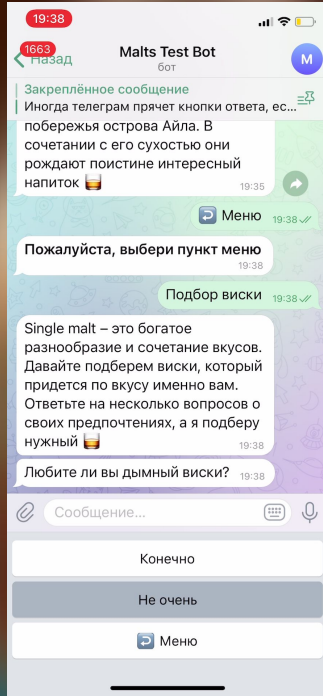 19:38
1663
Назад
Malts Test Bot
бот
M
Закреплённое сообщение
Иногда телеграм прячет кнопки ответа, ес...
побережья острова Айла. В
сочетании с его сухостью они
рождают поистине интересный
напиток 🥃
19:35
↩️ Меню 19:38
Пожалуйста, выбери пункт меню
19:38
Подбор виски 19:38
Single malt – это богатое
разнообразие и сочетание вкусов.
Давайте подберем виски, который
придется по вкусу именно вам.
Ответьте на несколько вопросов о
своих предпочтениях, а я подберу
нужный 🥃
19:38
Любите ли вы дымный виски? 19:38
Сообщение...
Конечно
Не очень
↩️ Меню